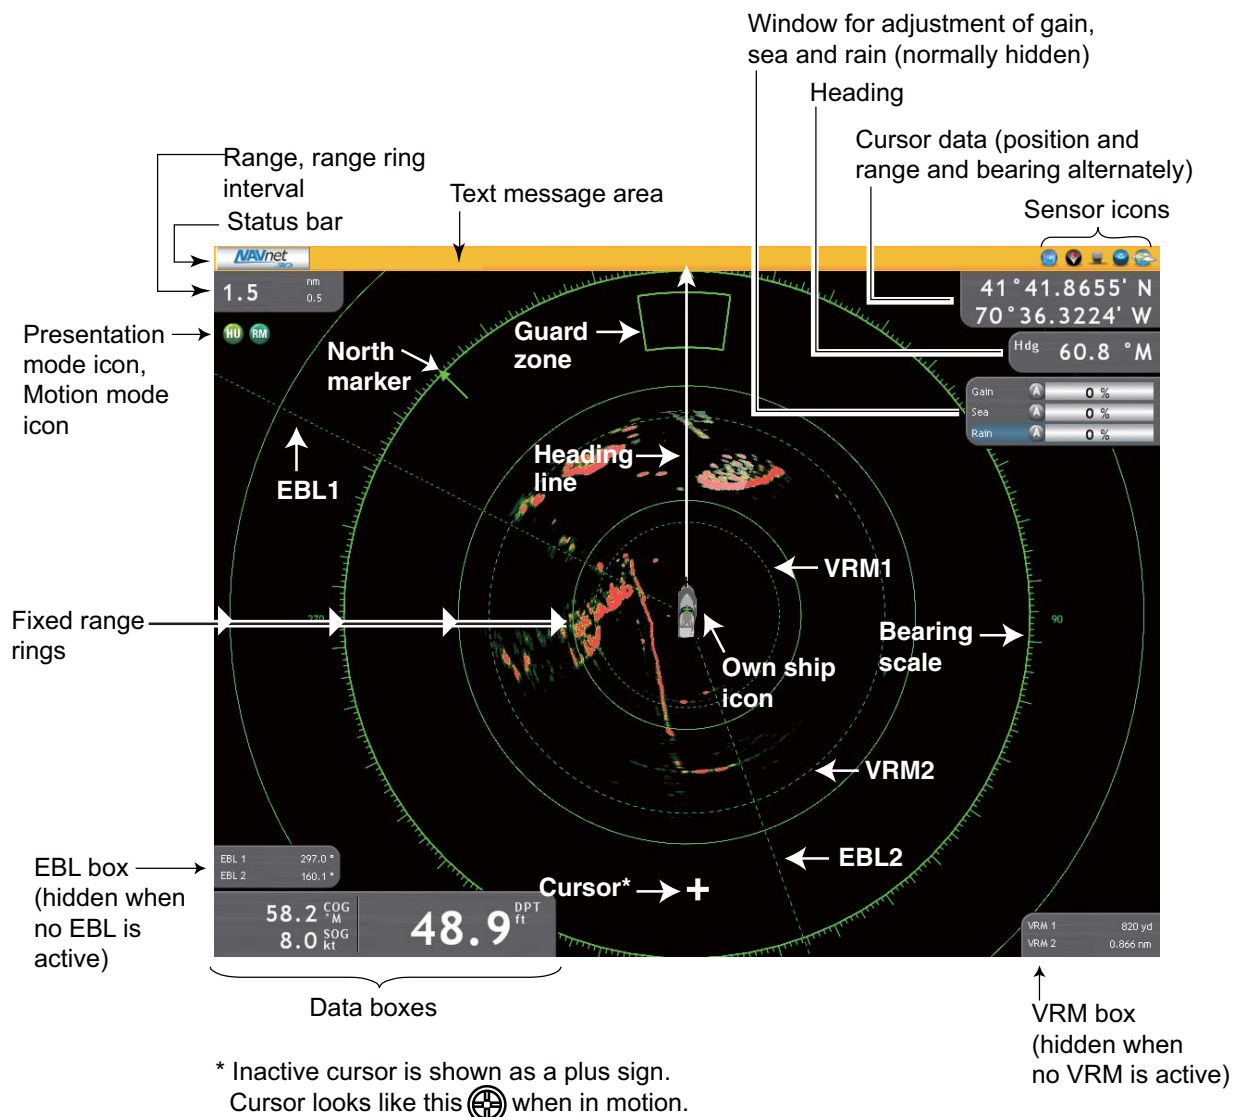 Window for adjustment of gain,
sea and rain (normally hidden)
Heading
Cursor data (position and
range and bearing alternately)
Sensor icons
Range, range ring
interval
Status bar
Text message area
NAVnet
3D
1.5
nm
0.5
41°41.8655' N
70°36.3224' W
Hdg 60.8 °M
Gain A 0 %
Sea A 0 %
Rain A 0 %
HU RM
Presentation
mode icon,
Motion mode
icon
North
marker
Guard
zone
EBL1
Heading
line
VRM1
Fixed range
rings
270
90
Bearing
scale
Own ship
icon
VRM2
EBL2
Cursor*
EBL box
(hidden when
no EBL is
active)
EBL 1 297.0 °
EBL 2 160.1 °
58.2 COG °M
8.0 SOG kt
48.9 DPT ft
VRM 1 820 yd
VRM 2 0.866 nm
Data boxes
VRM box
(hidden when
no VRM is active)
* Inactive cursor is shown as a plus sign.
Cursor looks like this when in motion.